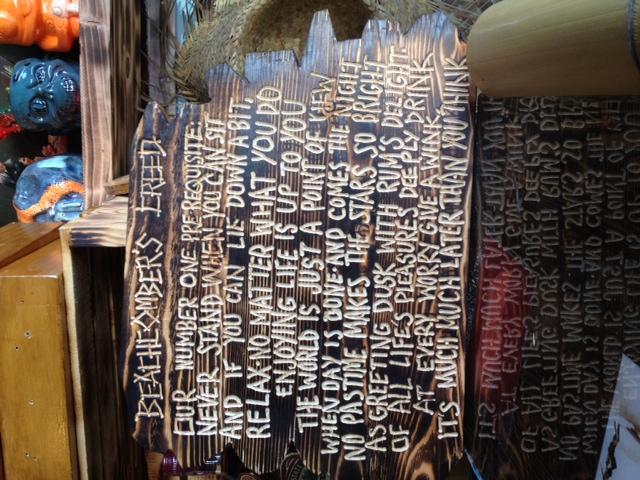 BEACHCOMBER'S CREED
OUR NUMBER ONE PRE-REQUISITE:
NEVER STAND WHEN YOU CAN SIT
AND IF YOU CAN LIE DOWN A BIT,
RELAX NO MATTER WHAT YOU DO
ENJOYING LIFE IS UP TO YOU
THE WORLD IS JUST A POINT OF VIEW
WHEN DAY IS DONE AND COMES THE NIGHT-
NO PASTIME MAKES THE STARS SO BRIGHT
AS GREETING DUSK WITH RUM'S DELIGHT-
OF ALL LIFE'S PLEASURES DEEPLY DRINK
AT EVERY WORRY GIVE A WINK
IT'S MUCH MUCH LATER THAN YOU THINK